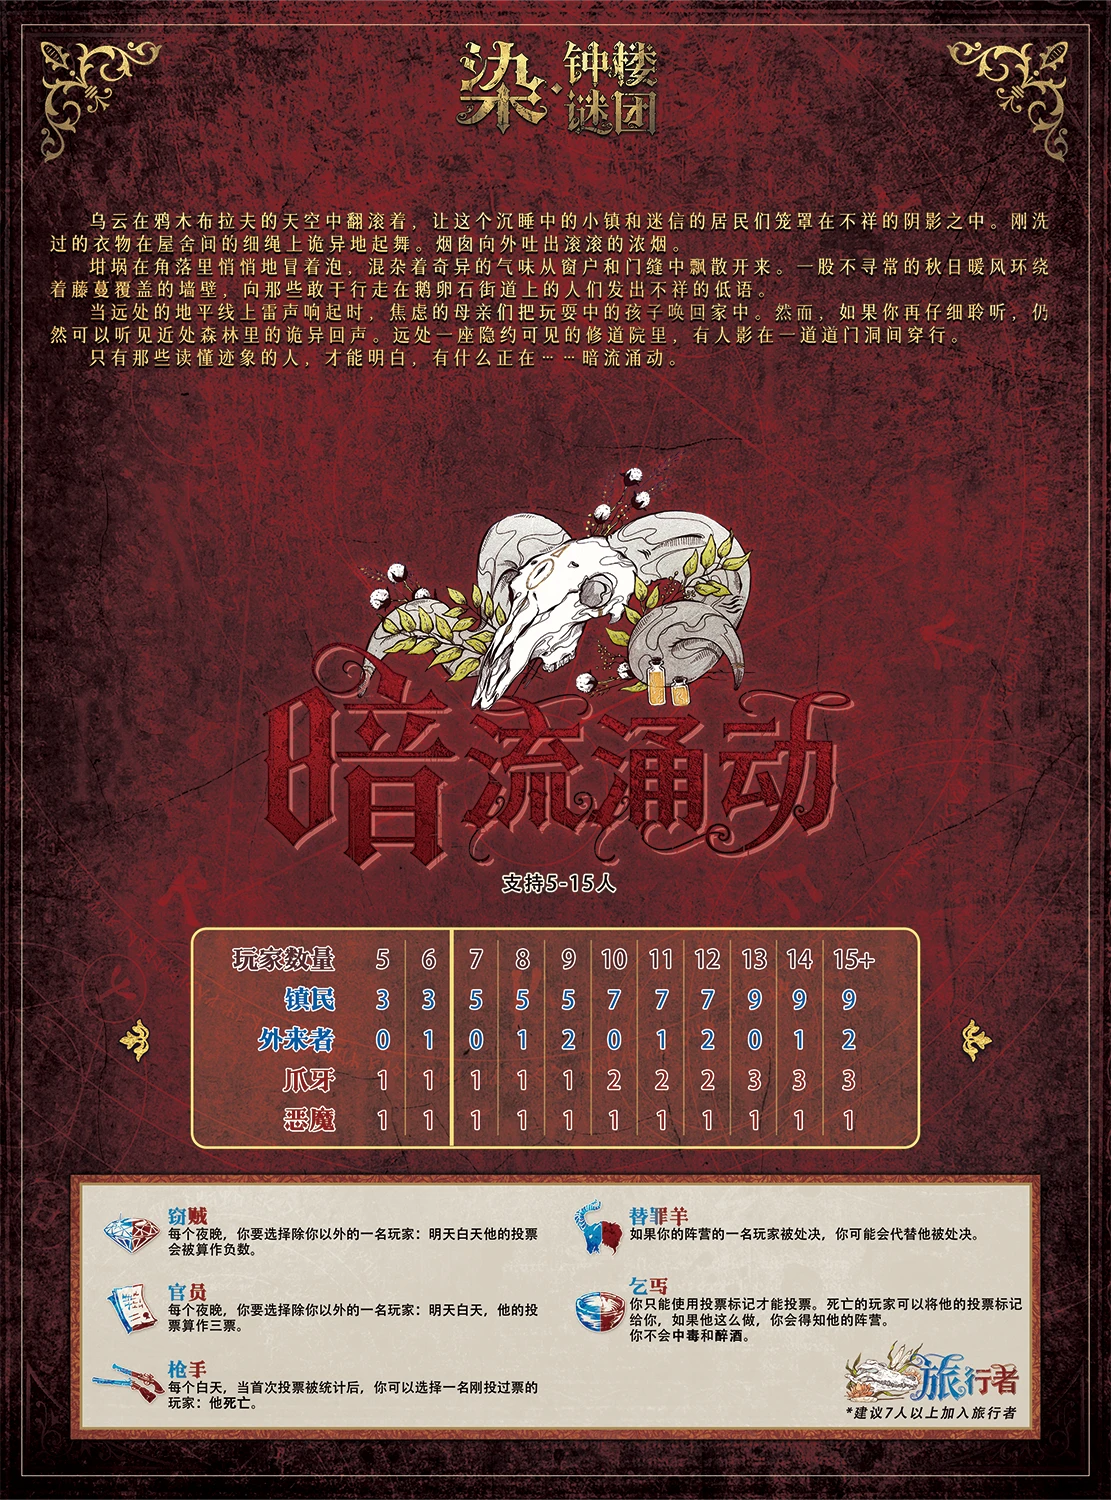 染·钟楼谜团
乌云在鸦木布拉夫的天空中翻滚着，让这个沉睡中的小镇和迷信的居民们笼罩在不祥的阴影之中。刚洗
过的衣物在屋舍间的细绳上诡异地起舞。烟囱向外吐出滚滚的浓烟。
坩埚在角落里悄悄地冒着泡，混杂着奇异的气味从窗户和门缝中飘散开来。一股不寻常的秋日暖风环绕
着藤蔓覆盖的墙壁，向那些敢于行走在鹅卵石街道上的人们发出不祥的低语。
当远处的地平线上雷声响起时，焦虑的母亲们把玩耍中的孩子唤回家中。然而，如果你再仔细聆听，仍
然可以听见近处森林里的诡异回声。远处一座隐约可见的修道院里，有人影在一道道门洞间穿行。
只有那些读懂迹象的人，才能明白，有什么正在……暗流涌动。
暗流涌动
支持5-15人
玩家数量 5 6 7 8 9 10 11 12 13 14 15+
镇民 3 3 5 5 5 7 7 7 9 9 9
外来者 0 1 0 1 2 0 1 2 0 1 2
爪牙 1 1 1 1 1 2 2 2 3 3 3
恶魔 1 1 1 1 1 1 1 1 1 1 1
窃贼
每个夜晚，你要选择除你以外的一名玩家：明天白天他的投票
会被算作负数。
官员
每个夜晚，你要选择除你以外的一名玩家：明天白天，他的投
票算作三票。
枪手
每个白天，当首次投票被统计后，你可以选择一名刚投过票的
玩家：他死亡。
替罪羊
如果你的阵营的一名玩家被处决，你可能会代替他被处决。
乞丐
你只能使用投票标记才能投票。死亡的玩家可以将他的投票标记
给你，如果他这么做，你会得知他的阵营。
你不会中毒和醉酒。
旅行者
*建议7人以上加入旅行者